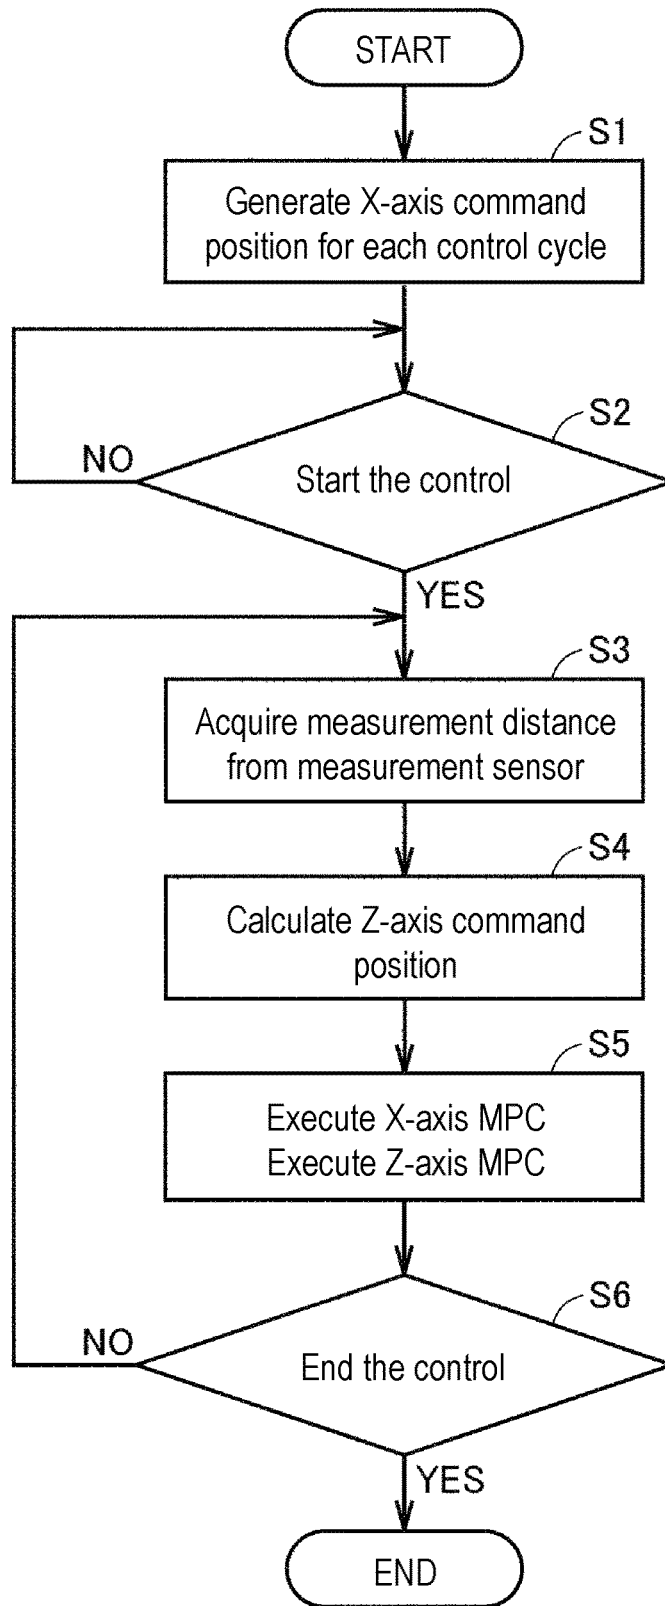 START
S1
Generate X-axis command
position for each control cycle
S2
NO
Start the control
YES
S3
Acquire measurement distance
from measurement sensor
S4
Calculate Z-axis command
position
S5
Execute X-axis MPC
Execute Z-axis MPC
S6
NO
End the control
YES
END